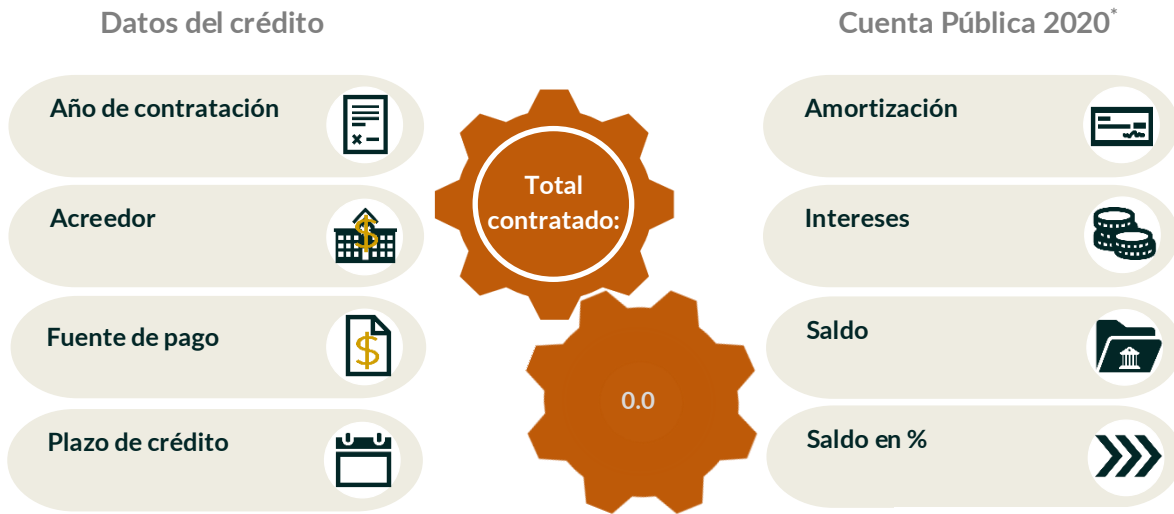 Datos del crédito
Cuenta Pública 2020*
Año de contratación
Acreedor
Fuente de pago
Plazo de crédito
Total
contratado:
0.0
Amortización
Intereses
Saldo
Saldo en %